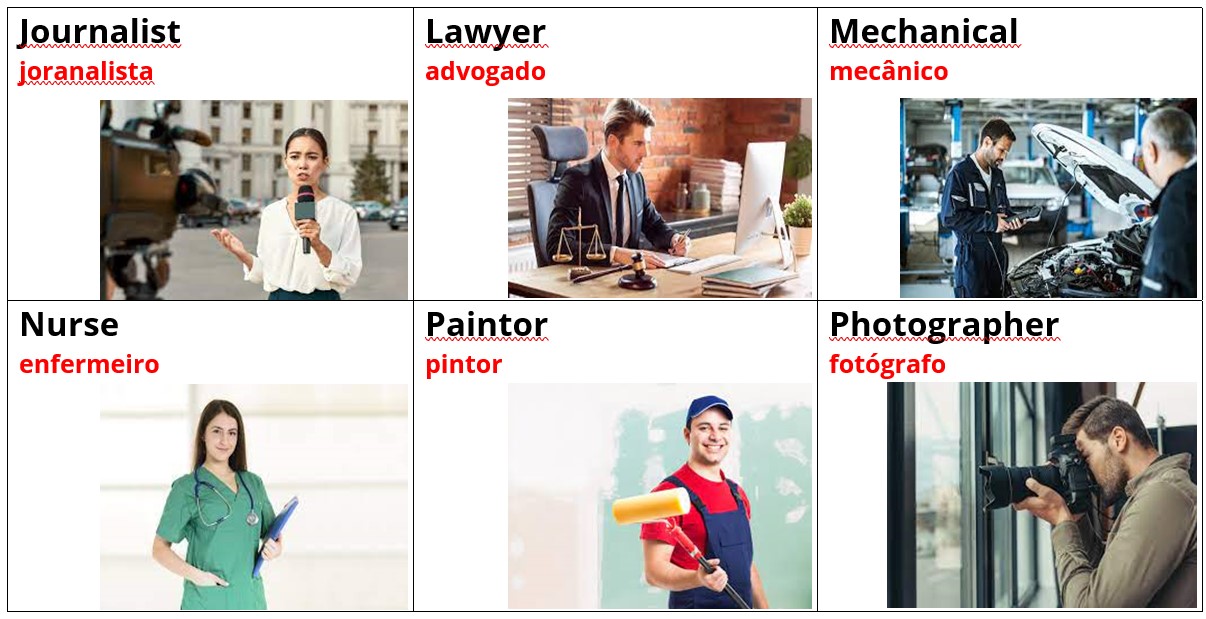 Journalist
joranalista
Lawyer
advogado
Mechanical
mecânico
Nurse
enfermeiro
Paintor
pintor
Photographer
fotógrafo